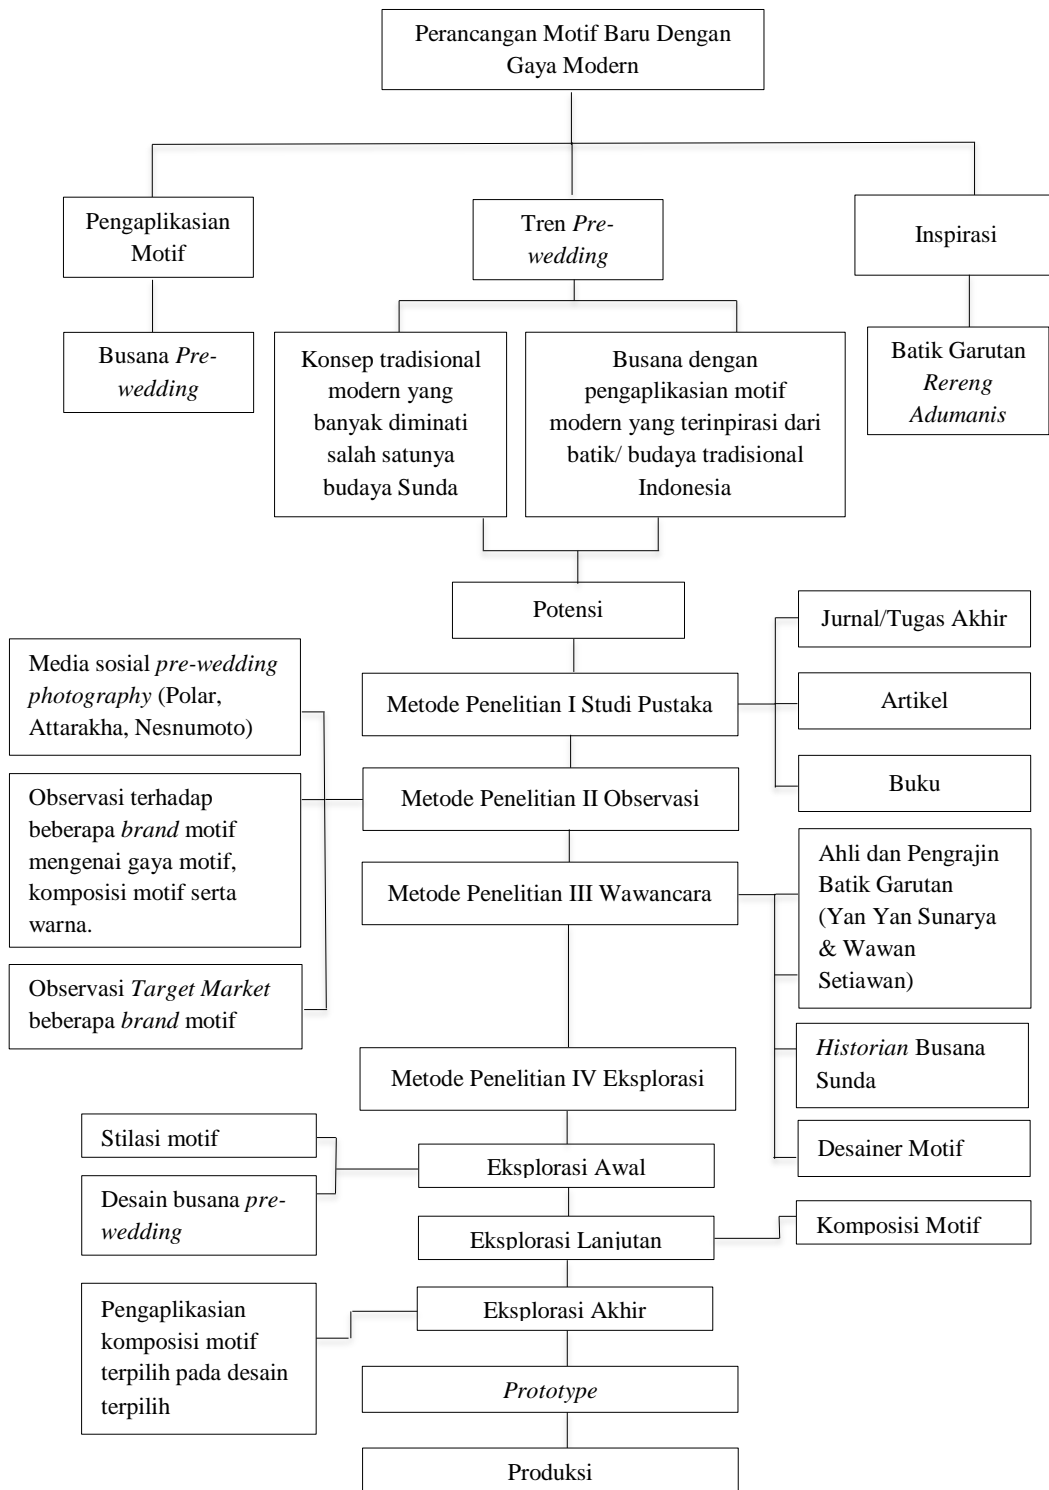 Perancangan Motif Baru Dengan
Gaya Modern
Pengaplikasian
Motif
Tren Pre-
wedding
Inspirasi
Busana Pre-
wedding
Konsep tradisional
modern yang
banyak diminati
salah satunya
budaya Sunda
Busana dengan
pengaplikasian motif
modern yang terinpirasi dari
batik/ budaya tradisional
Indonesia
Batik Garutan
Rereng
Adumanis
Potensi
Metode Penelitian I Studi Pustaka
Jurnal/Tugas Akhir
Artikel
Buku
Media sosial pre-wedding
photography (Polar,
Attarakha, Nesnumoto)
Observasi terhadap
beberapa brand motif
mengenai gaya motif,
komposisi motif serta
warna.
Observasi Target Market
beberapa brand motif
Metode Penelitian II Observasi
Metode Penelitian III Wawancara
Ahli dan Pengrajin
Batik Garutan
(Yan Yan Sunarya
& Wawan
Setiawan)
Historian Busana
Sunda
Desainer Motif
Metode Penelitian IV Eksplorasi
Stilasi motif
Desain busana pre-
wedding
Eksplorasi Awal
Eksplorasi Lanjutan
Komposisi Motif
Eksplorasi Akhir
Pengaplikasian
komposisi motif
terpilih pada desain
terpilih
Prototype
Produksi